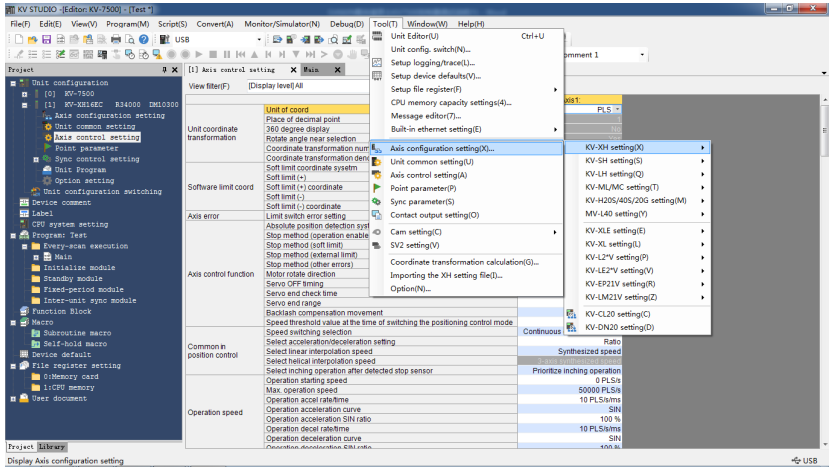 KV STUDIO -[Editor: KV-7500] - [Test *]
File(F) Edit(E) View(V) Program(M) Script(S) Convert(A) Monitor/Simulator(N) Debug(D) Tool(T) Window(W) Help(H)
USB
Project
Unit configuration
[0] KV-7500
[1] KV-XH16EC R34000 DM10300
Axis configuration setting
Unit common setting
Axis control setting
Point parameter
Sync control setting
Unit Program
Option setting
Unit configuration switching
Device comment
Label
CPU system setting
Program: Test
Every-scan execution
Main
Initialize module
Standby module
Fixed-period module
Inter-unit sync module
Function Block
Macro
Subroutine macro
Self-hold macro
Device default
File register setting
0:Memory card
1:CPU memory
User document
Project Library
[1] Axis control setting Main
View filter(F) [Display level] All
Unit coordinate transformation
Unit of coord
Place of decimal point
360 degree display
Rotate angle near selection
Coordinate transformation num
Coordinate transformation deno
Software limit coord
Soft limit coordinate sysetm
Soft limit (+)
Soft limit (+) coordinate
Soft limit (-)
Soft limit (-) coordinate
Axis error
Limit switch error setting
Axis control function
Absolute position detection syst
Stop method (operation enable
Stop method (soft limit)
Stop method (external limit)
Stop method (other errors)
Motor rotate direction
Servo OFF timing
Servo end check time
Servo end range
Backlash compensation movement
Speed threshold value at the time of switching the positioning control mode
Common in position control
Speed switching selection Continuous
Select acceleration/deceleration setting Ratio
Select linear interpolation speed Synthesized speed
Select helical interpolation speed
Select inching operation after detected stop sensor Prioritize inching operation
Operation speed
Operation starting speed 0 PLS/s
Max. operation speed 50000 PLS/s
Operation accel rate/time 10 PLS/s/ms
Operation acceleration curve SIN
Operation acceleration SIN ratio 100 %
Operation decel rate/time 10 PLS/s/ms
Operation deceleration curve SIN
Operation deceleration SIN ratio 100 %
omment 1
xis1:
PLS
Unit Editor(U) Ctrl+U
Unit config. switch(N)...
Setup logging/trace(L)...
Setup device defaults(V)...
Setup file register(F)
CPU memory capacity settings(4)...
Message editor(7)...
Built-in ethernet setting(E)
Axis configuration setting(X)...
Unit common setting(U)
Axis control setting(A)
Point parameter(P)
Sync parameter(S)
Contact output setting(O)
Cam setting(C)
SV2 setting(V)
Coordinate transformation calculation(G)...
Importing the XH setting file(I)...
Option(N)...
KV-XH setting(X)
KV-SH setting(S)
KV-LH setting(Q)
KV-ML/MC setting(T)
KV-H20S/40S/20G setting(M)
MV-L40 setting(Y)
KV-XLE setting(E)
KV-XL setting(L)
KV-L2*V setting(P)
KV-LE2*V setting(V)
KV-EP21V setting(R)
KV-LM21V setting(Z)
KV-CL20 setting(C)
KV-DN20 setting(D)
Display Axis configuration setting
USB